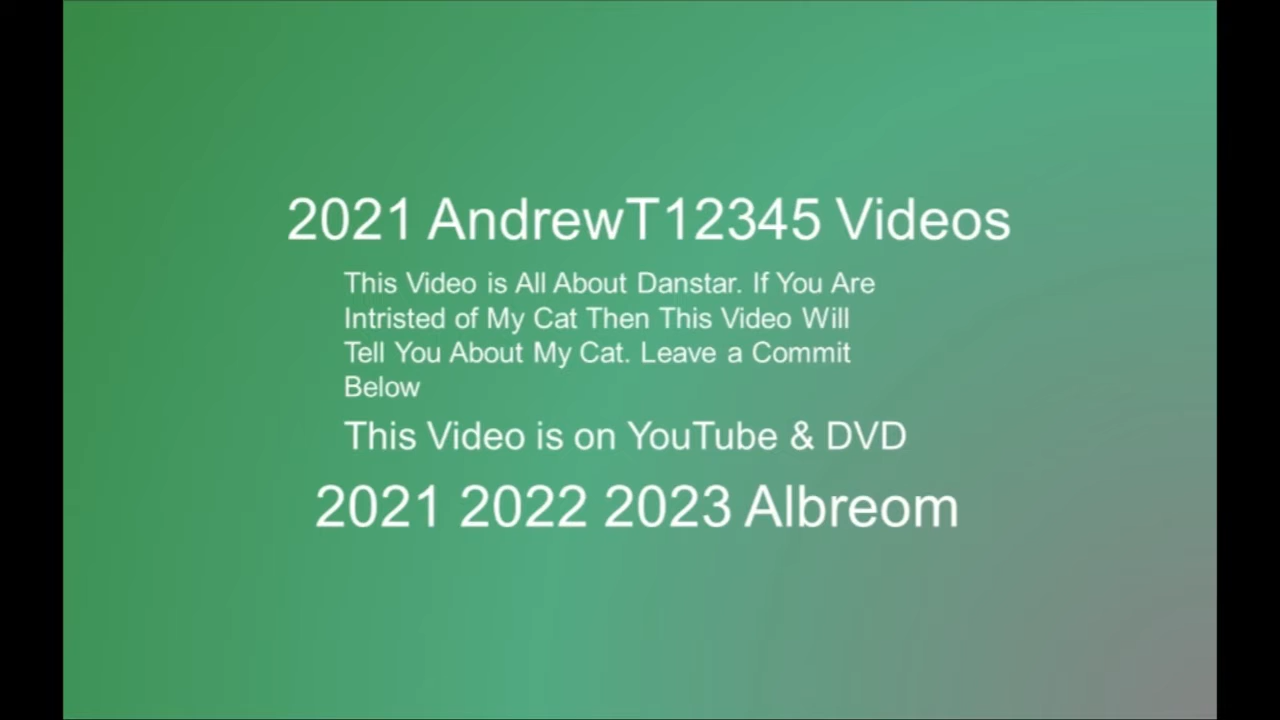 2021 AndrewT12345 Videos
This Video is All About Danstar. If You Are
Intristed of My Cat Then This Video Will
Tell You About My Cat. Leave a Commit
Below
This Video is on YouTube & DVD
2021 2022 2023 Albreom